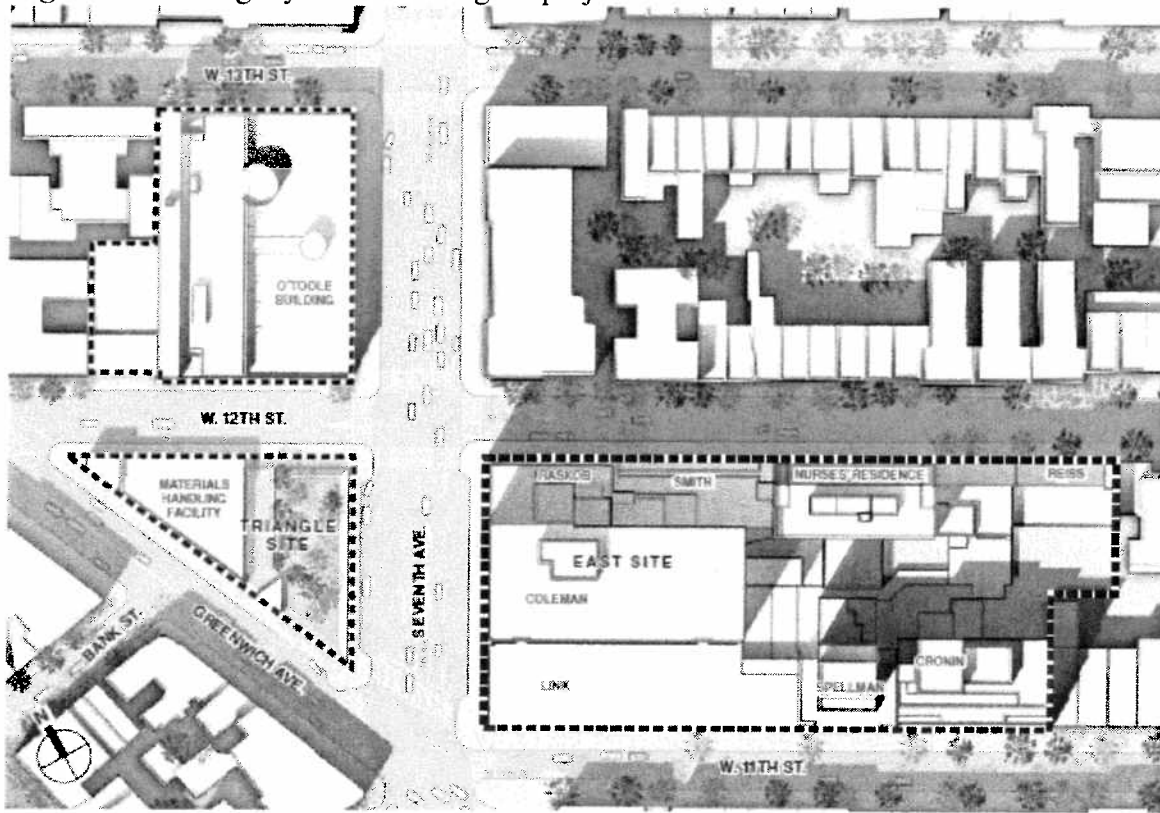 W. 13TH ST.
O'TOOLE
BUILDING
W. 12TH ST.
MATERIALS
HANDLING
FACILITY
TRIANGLE
SITE
SEVENTH AVE.
GREENWICH AVE.
BANK ST.
RASKOB
SMITH
NURSES' RESIDENCE
REISS
EAST SITE
COLEMAN
LINK
SPELLMAN
CRONIN
W. 11TH ST.
N